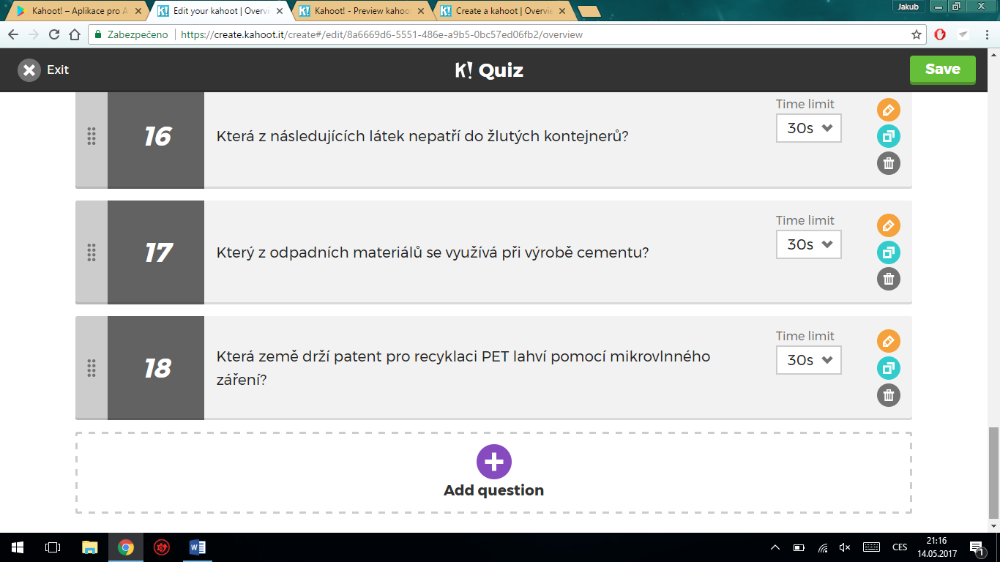 Kahoot! – Aplikace pro A
Edit your kahoot | Overvi
Kahoot! - Preview kahoo
Create a kahoot | Overvie
Jakub
Zabezpečeno
https://create.kahoot.it/create#/edit/8a6669d6-5551-486e-a9b5-0bc57ed06fb2/overview
Exit
K! Quiz
Save
16
Která z následujících látek nepatří do žlutých kontejnerů?
Time limit
30s
17
Který z odpadních materiálů se využívá při výrobě cementu?
Time limit
30s
18
Která země drží patent pro recyklaci PET lahví pomocí mikrovlnného
záření?
Time limit
30s
Add question
CES
21:16
14.05.2017
1